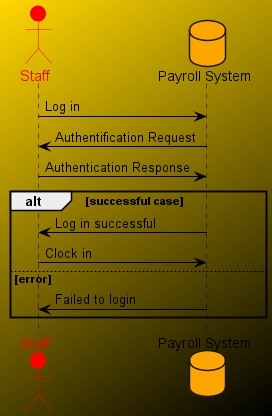 Staff
Payroll System
Log in
Authentification Request
Authentication Response
alt [successful case]
Log in successful
Clock in
[error]
Failed to login
Staff
Payroll System